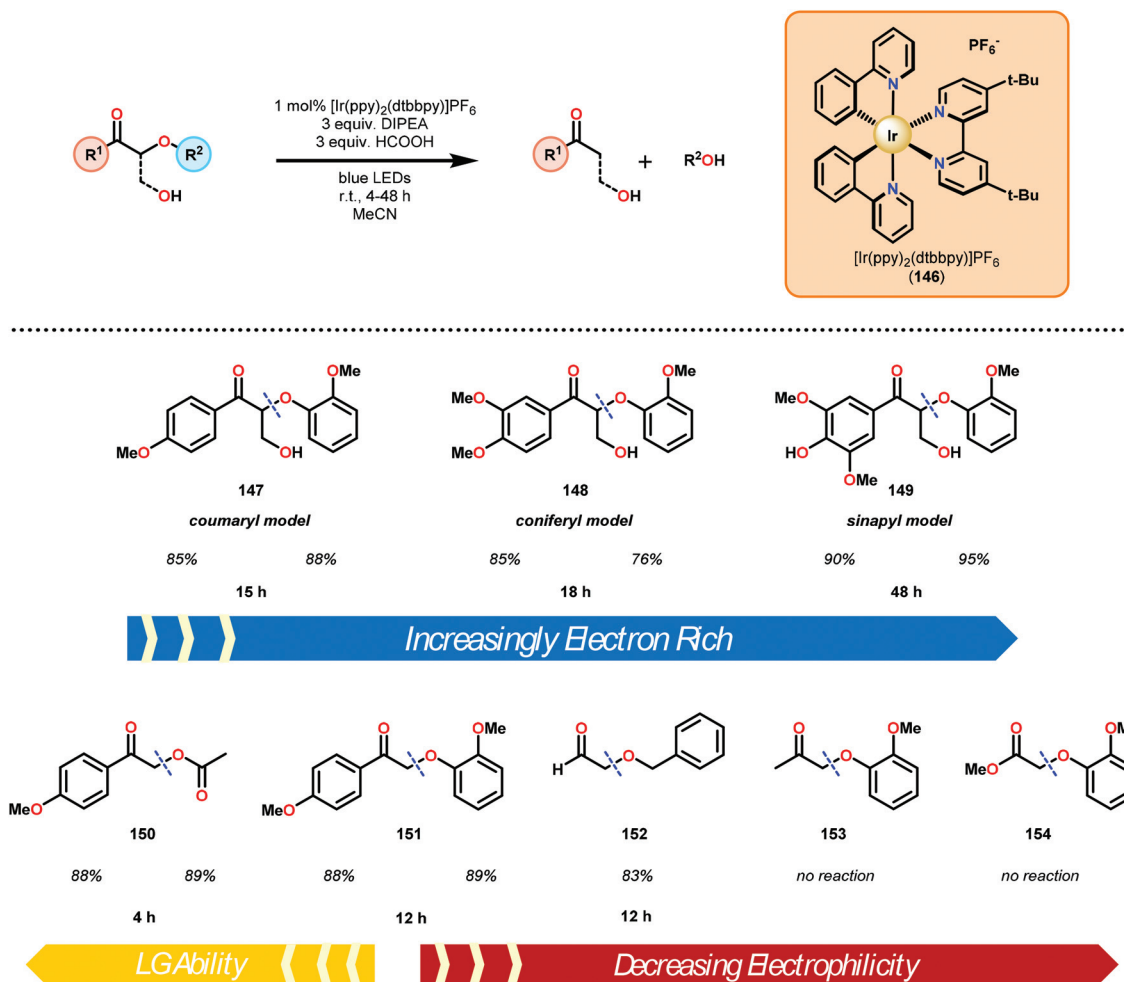 O
R¹
O
R²
OH
1 mol% [Ir(ppy)₂(dtbbpy)]PF₆
3 equiv. DIPEA
3 equiv. HCOOH
blue LEDs
r.t., 4-48 h
MeCN
O
R¹
OH
+
R²OH
PF₆⁻
N
t-Bu
N
Ir
N
N
t-Bu
[Ir(ppy)₂(dtbbpy)]PF₆
(146)
O
O
OMe
MeO
OH
147
coumaryl model
85% 88%
15 h
O
O
OMe
MeO
MeO
OH
148
coniferyl model
85% 76%
18 h
O
O
OMe
MeO
HO
OMe
OH
149
sinapyl model
90% 95%
48 h
Increasingly Electron Rich
O
O
O
MeO
150
88% 89%
4 h
O
O
OMe
MeO
151
88% 89%
12 h
O
H
O
152
83%
12 h
O
O
OMe
153
no reaction
O
MeO
O
OM
154
no reaction
LG Ability
Decreasing Electrophilicity